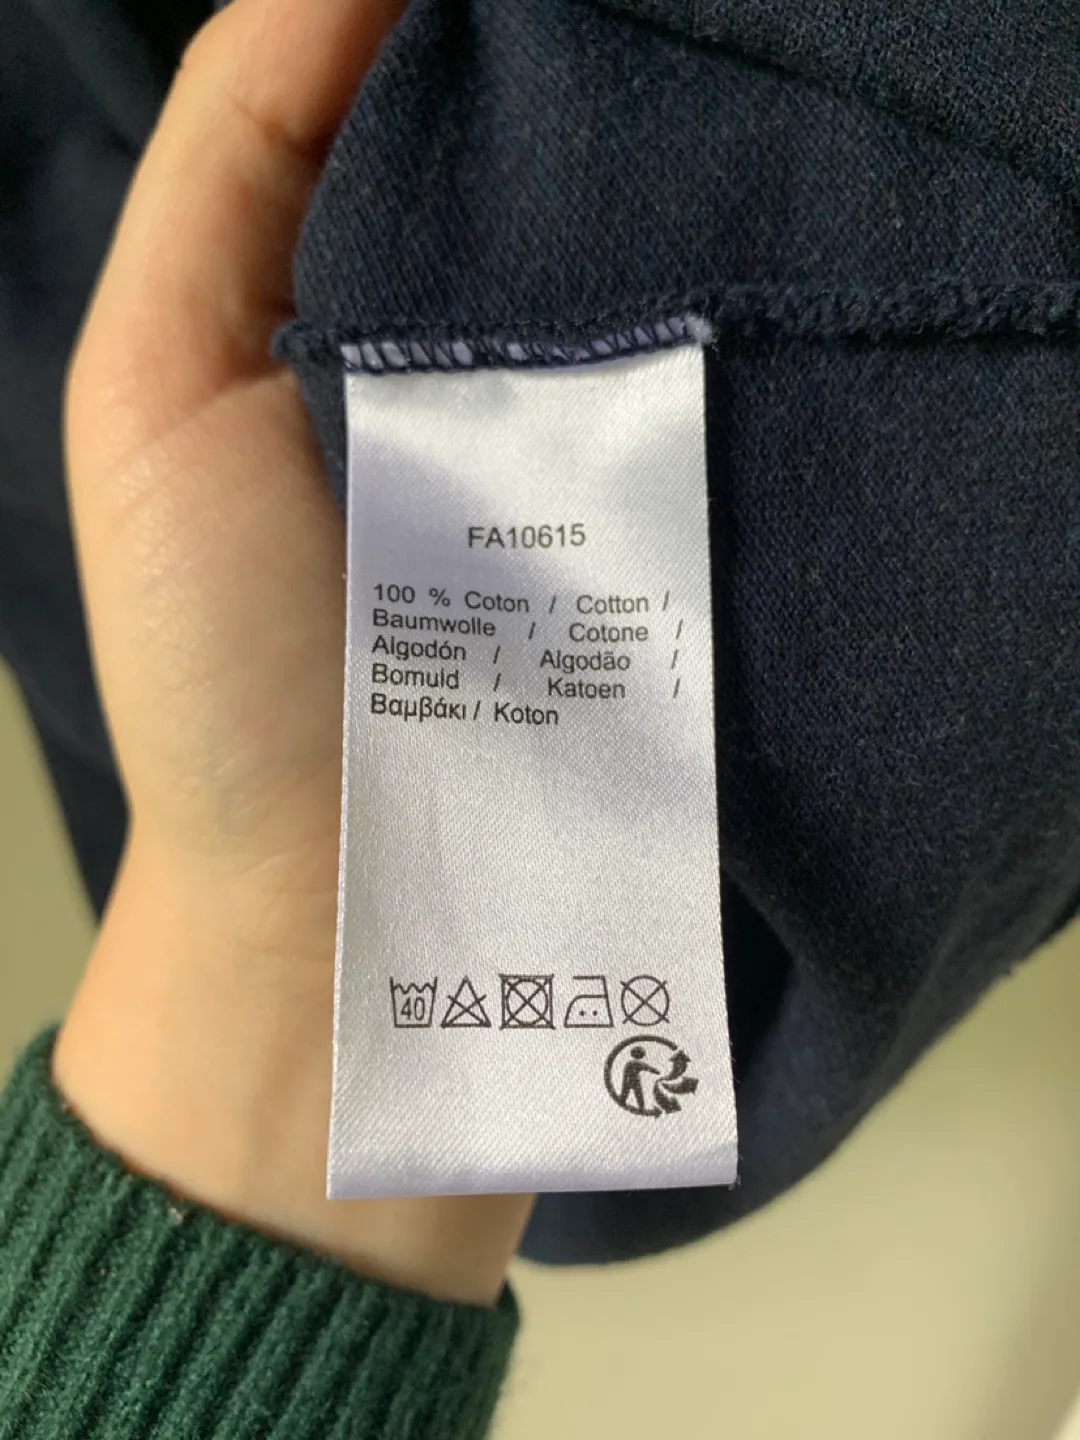 FA10615
100 % Coton / Cotton /
Baumwolle / Cotone /
Algodón / Algodão /
Bomuld / Katoen /
Βαμβάκι / Koton
40